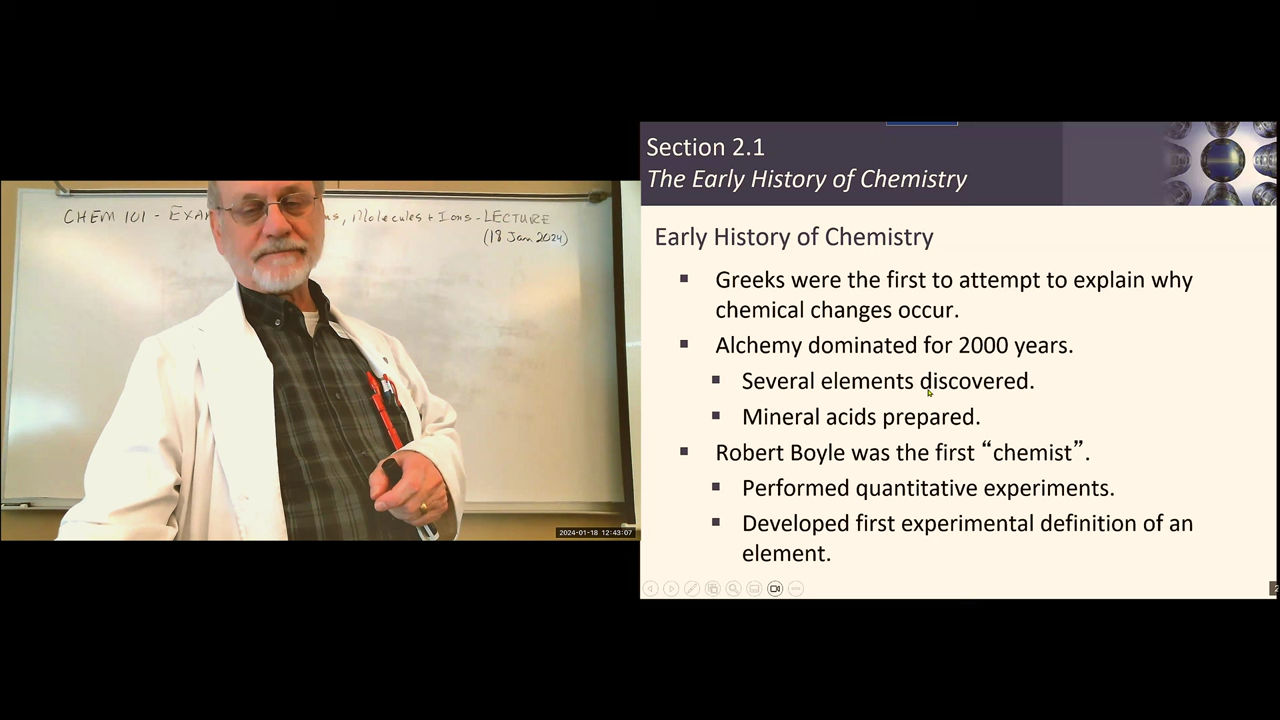 CHEM 101 - EXA , Molecules + Ions - LECTURE
(18 Jan 2024)
2024-01-18 12:43:07
Section 2.1
The Early History of Chemistry
Early History of Chemistry
Greeks were the first to attempt to explain why
chemical changes occur.
Alchemy dominated for 2000 years.
Several elements discovered.
Mineral acids prepared.
Robert Boyle was the first “chemist”.
Performed quantitative experiments.
Developed first experimental definition of an
element.